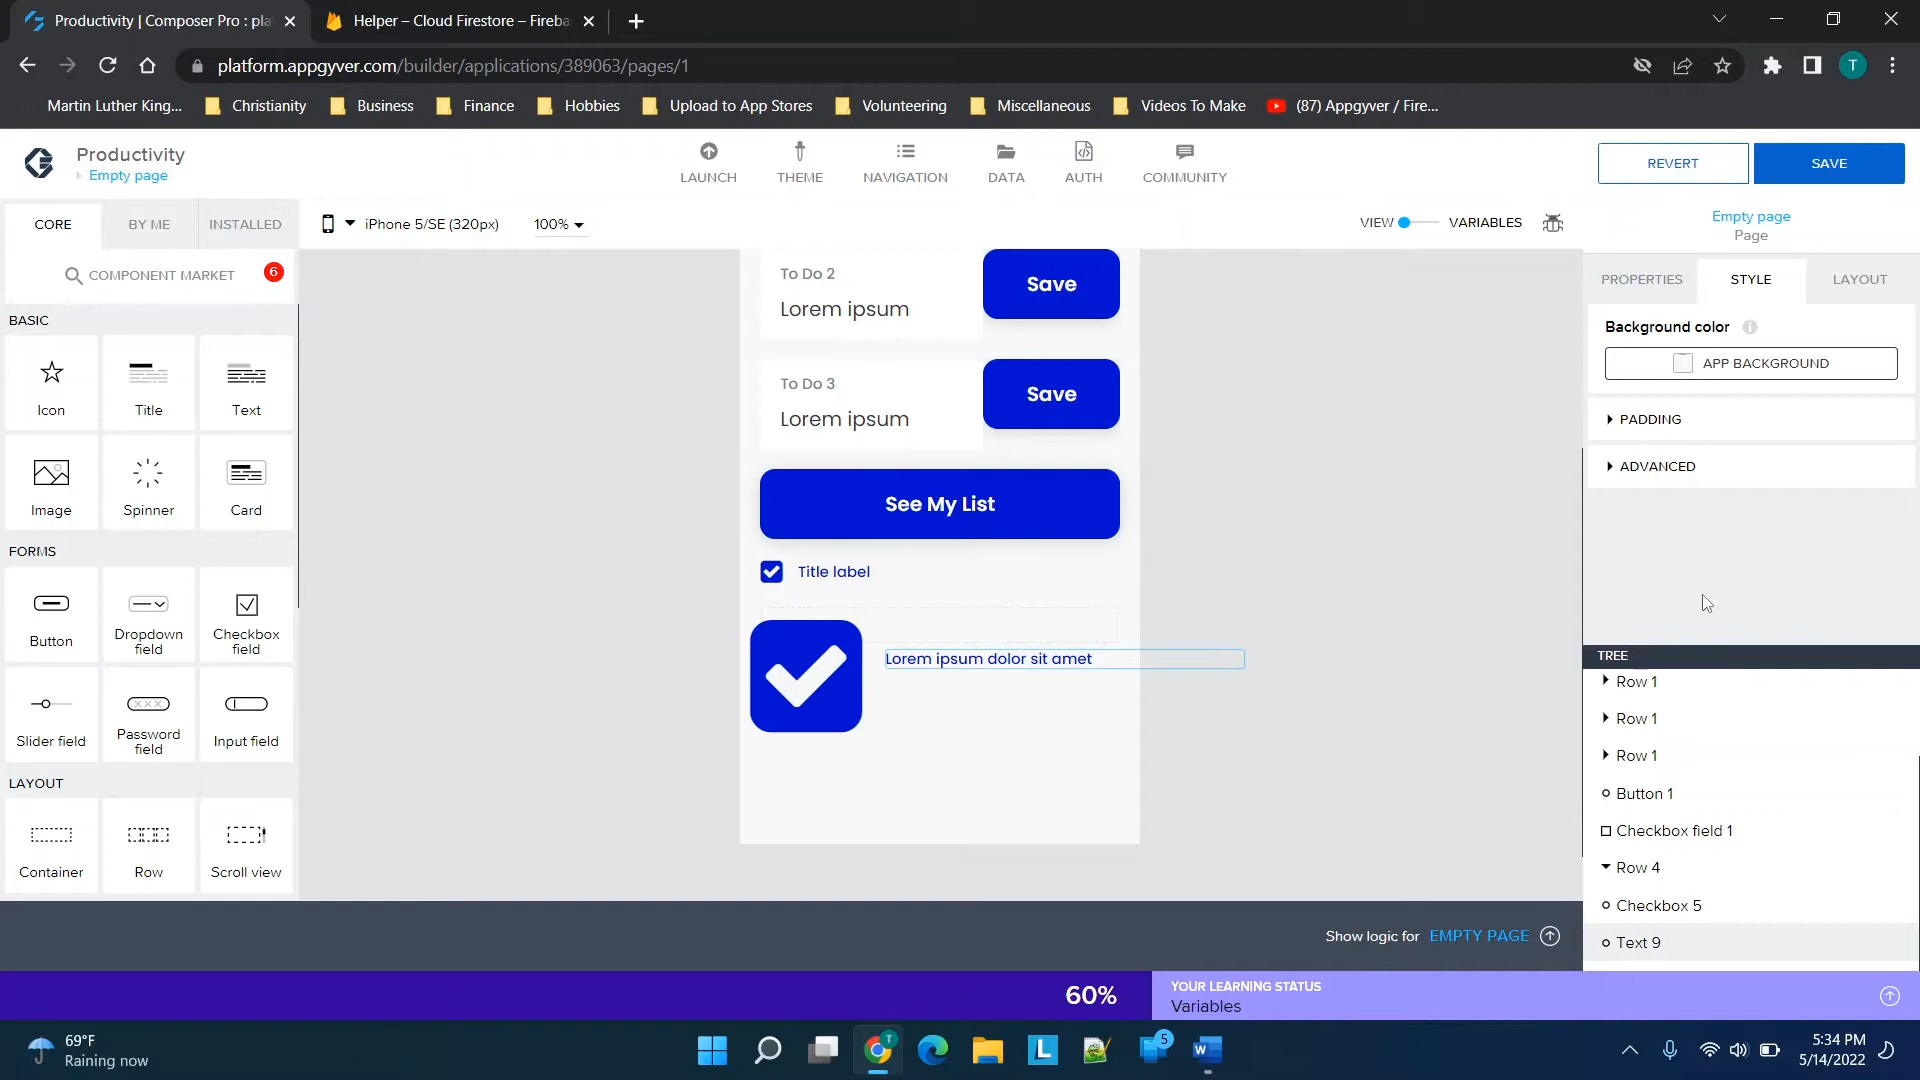 Productivity | Composer Pro : pla
Helper – Cloud Firestore – Fireba
platform.appgyver.com/builder/applications/389063/pages/1
T
Martin Luther King...
Christianity
Business
Finance
Hobbies
Upload to App Stores
Volunteering
Miscellaneous
Videos To Make
(87) Appgyver / Fire...
Productivity
Empty page
LAUNCH
THEME
NAVIGATION
DATA
AUTH
COMMUNITY
REVERT
SAVE
CORE
BY ME
INSTALLED
iPhone 5/SE (320px)
100%
VIEW
VARIABLES
Empty page
Page
COMPONENT MARKET
6
PROPERTIES
STYLE
LAYOUT
BASIC
Icon
Title
Text
Image
Spinner
Card
FORMS
Button
Dropdown field
Checkbox field
Slider field
Password field
Input field
LAYOUT
Container
Row
Scroll view
To Do 2
Lorem ipsum
Save
To Do 3
Lorem ipsum
Save
See My List
Title label
Lorem ipsum dolor sit amet
Background color
APP BACKGROUND
PADDING
ADVANCED
TREE
Row 1
Row 1
Row 1
Button 1
Checkbox field 1
Row 4
Checkbox 5
Text 9
Show logic for EMPTY PAGE
60%
YOUR LEARNING STATUS
Variables
69°F
Raining now
T
L
5
W
5:34 PM
5/14/2022